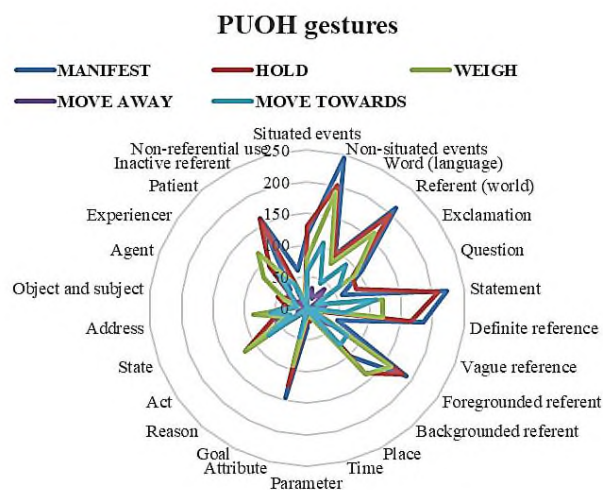 PUOH gestures
MANIFEST HOLD WEIGH
MOVE AWAY MOVE TOWARDS
Situated events
Non-situated events
Word (language)
Referent (world)
Exclamation
Question
Statement
Definite reference
Vague reference
Foregrounded referent
Backgrounded referent
Place
Time
Parameter
Attribute
Goal
Reason
Act
State
Address
Object and subject
Agent
Experiencer
Patient
Inactive referent
Non-referential use
250
200
150
100
50
0